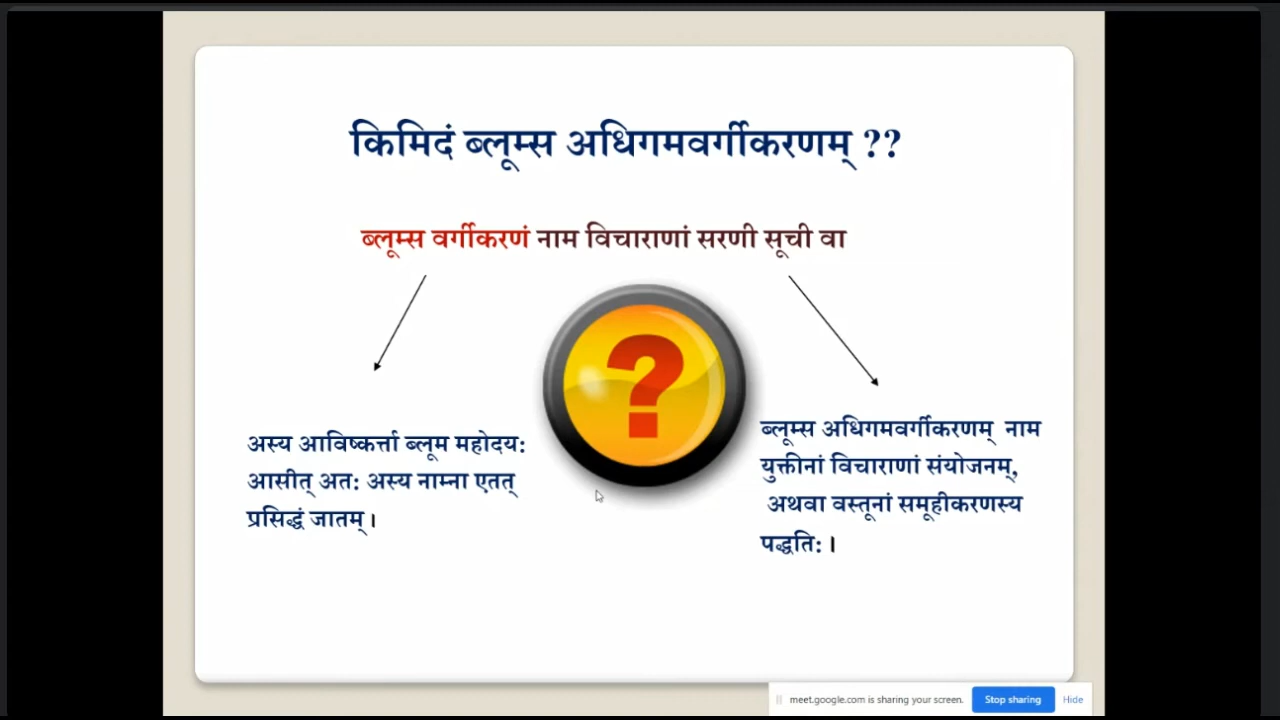 किमिदं ब्लूम्स अधिगमवर्गीकरणम् ??
ब्लूम्स वर्गीकरणं नाम विचाराणां सरणी सूची वा
अस्य आविष्कर्त्ता ब्लूम महोदय:
आसीत् अत: अस्य नाम्ना एतत्
प्रसिद्धं जातम् ।
ब्लूम्स अधिगमवर्गीकरणम् नाम
युक्तीनां विचाराणां संयोजनम्,
अथवा वस्तूनां समूहीकरणस्य
पद्धति: ।
meet.google.com is sharing your screen. Stop sharing Hide